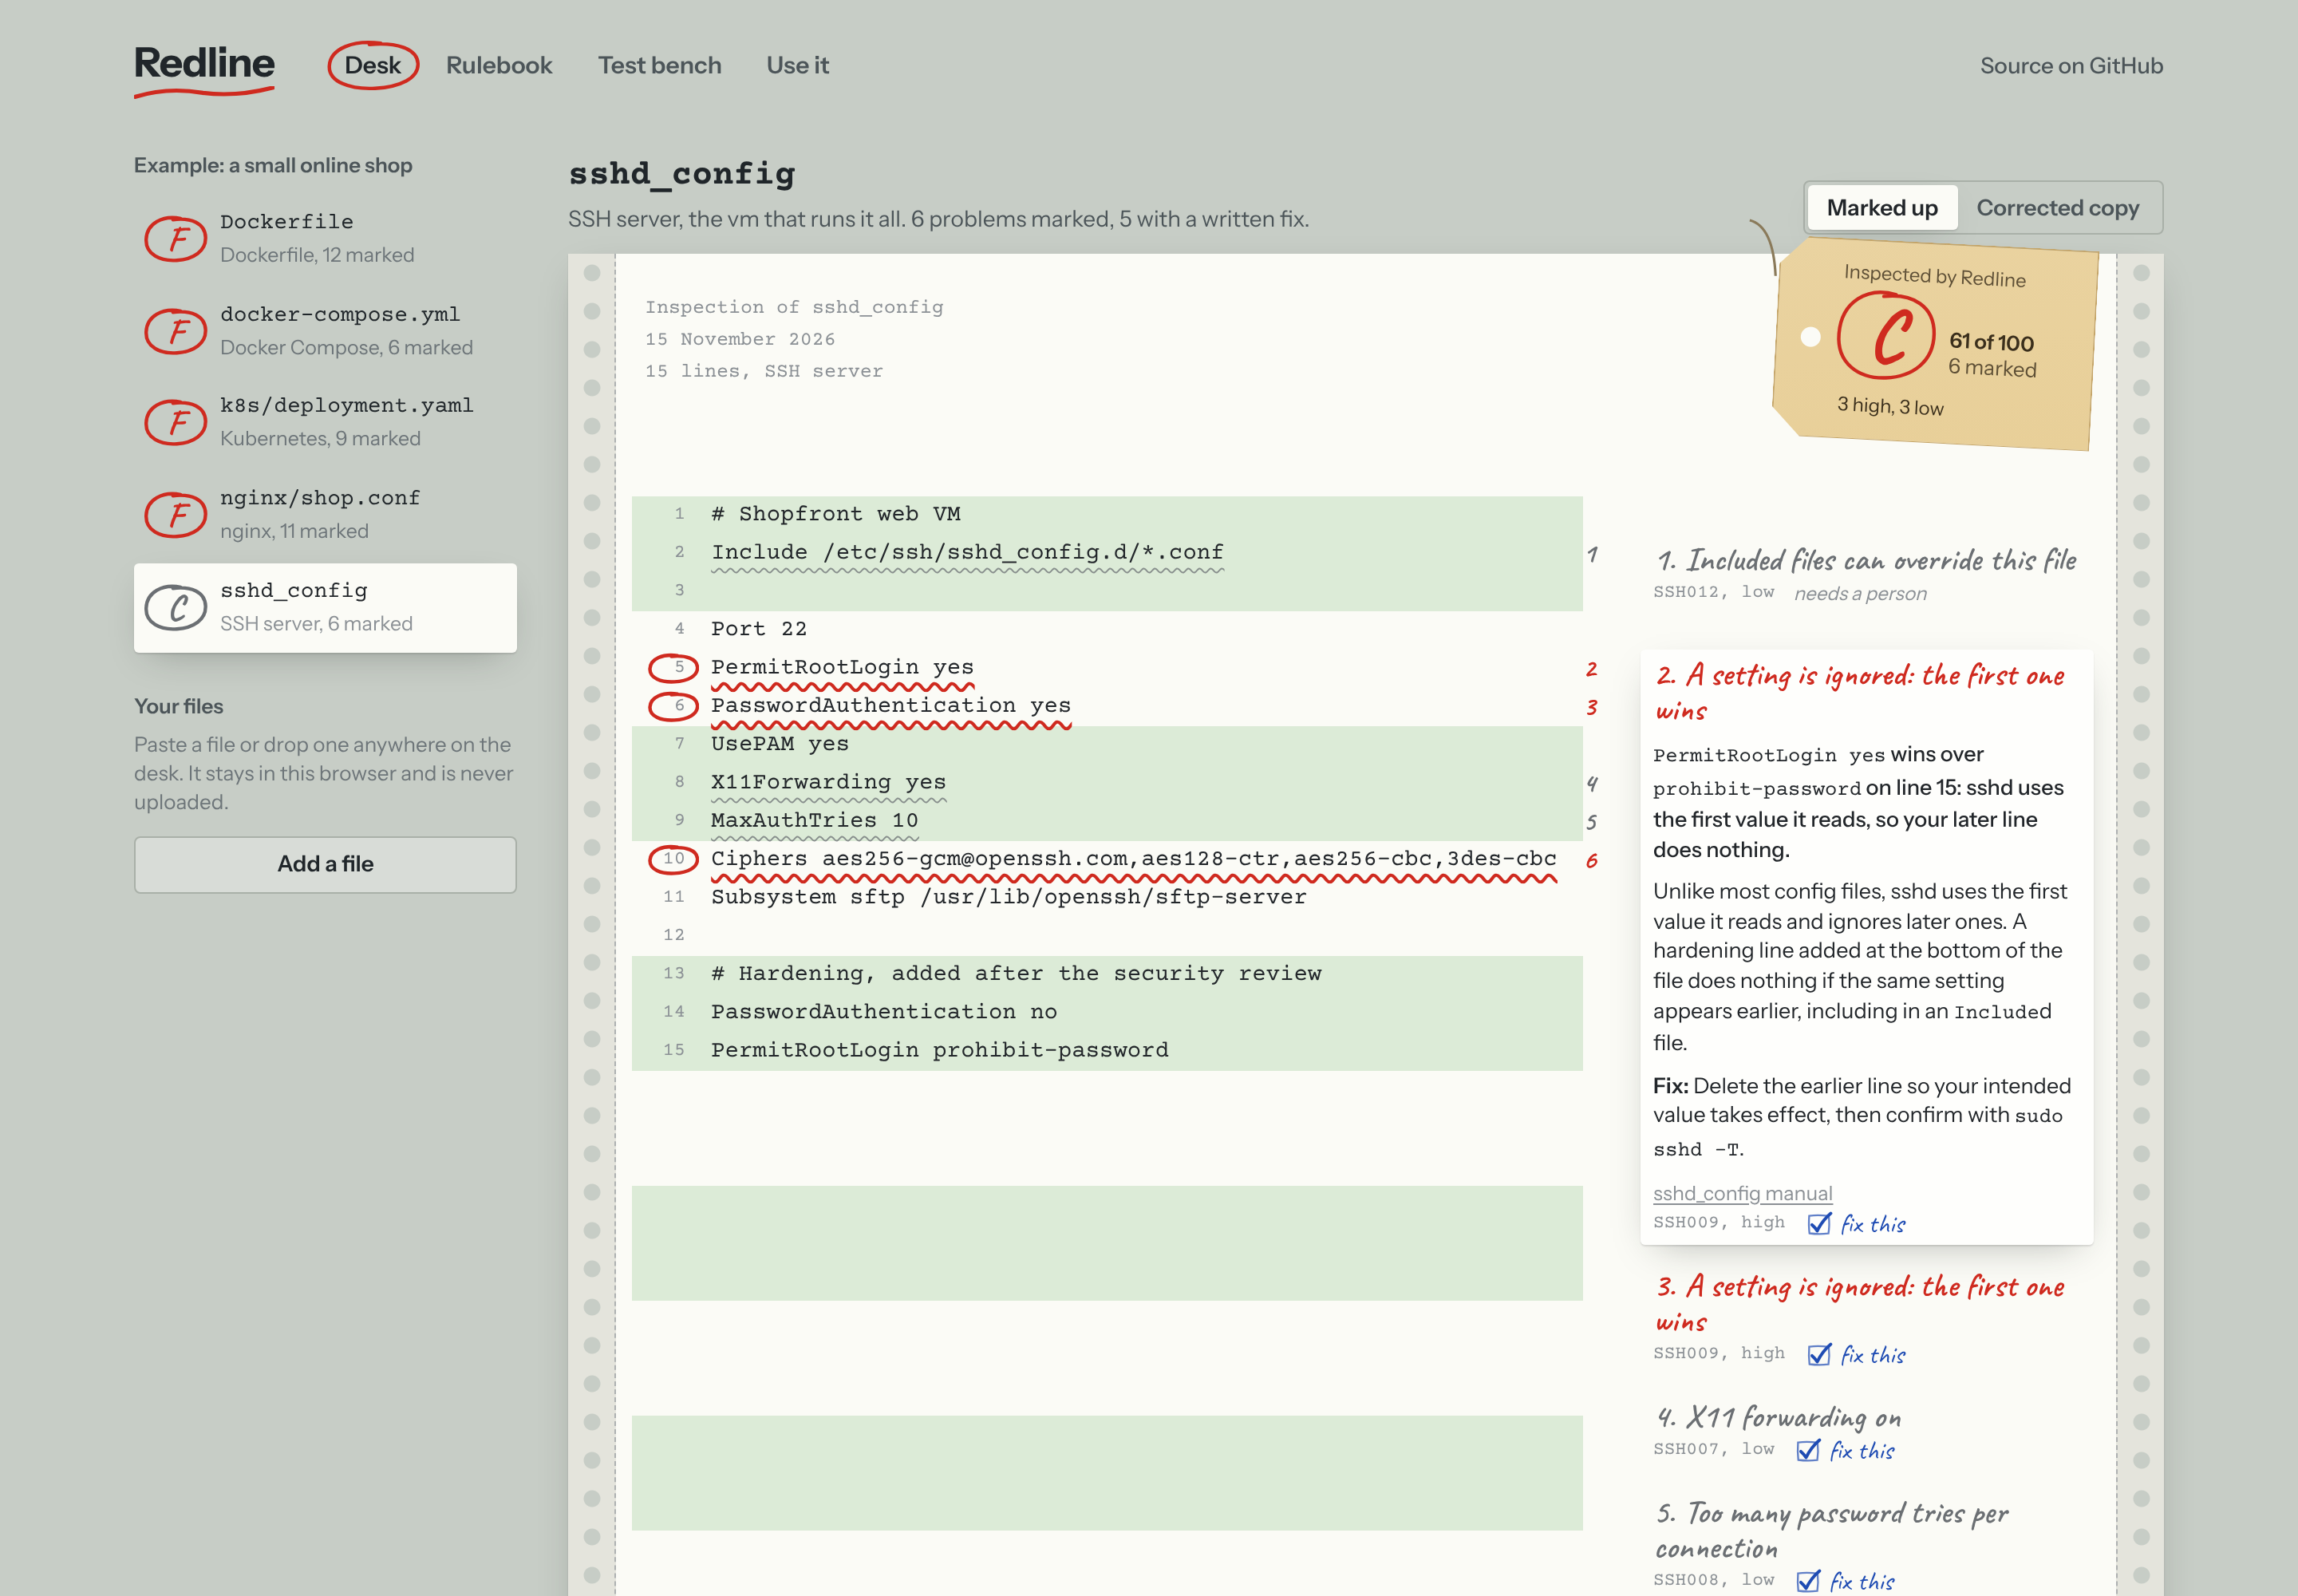 Redline
Desk
Rulebook
Test bench
Use it
Source on GitHub
Example: a small online shop
F
Dockerfile
Dockerfile, 12 marked
F
docker-compose.yml
Docker Compose, 6 marked
F
k8s/deployment.yaml
Kubernetes, 9 marked
F
nginx/shop.conf
nginx, 11 marked
C
sshd_config
SSH server, 6 marked
Your files
Paste a file or drop one anywhere on the
desk. It stays in this browser and is never
uploaded.
Add a file
sshd_config
SSH server, the vm that runs it all. 6 problems marked, 5 with a written fix.
Marked up
Corrected copy
Inspection of sshd_config
15 November 2026
15 lines, SSH server
Inspected by Redline
C
61 of 100
6 marked
3 high, 3 low
1 # Shopfront web VM
2 Include /etc/ssh/sshd_config.d/*.conf 1
3
4 Port 22
5 PermitRootLogin yes 2
6 PasswordAuthentication yes 3
7 UsePAM yes
8 X11Forwarding yes 4
9 MaxAuthTries 10 5
10 Ciphers aes256-gcm@openssh.com,aes128-ctr,aes256-cbc,3des-cbc 6
11 Subsystem sftp /usr/lib/openssh/sftp-server
12
13 # Hardening, added after the security review
14 PasswordAuthentication no
15 PermitRootLogin prohibit-password
1. Included files can override this file
SSH012, low needs a person
2. A setting is ignored: the first one
wins
PermitRootLogin yes wins over
prohibit-password on line 15: sshd uses
the first value it reads, so your later line
does nothing.
Unlike most config files, sshd uses the first
value it reads and ignores later ones. A
hardening line added at the bottom of the
file does nothing if the same setting
appears earlier, including in an Included
file.
Fix: Delete the earlier line so your intended
value takes effect, then confirm with sudo
sshd -T.
sshd_config manual
SSH009, high fix this
3. A setting is ignored: the first one
wins
SSH009, high fix this
4. X11 forwarding on
SSH007, low fix this
5. Too many password tries per
connection
SSH008, low fix this